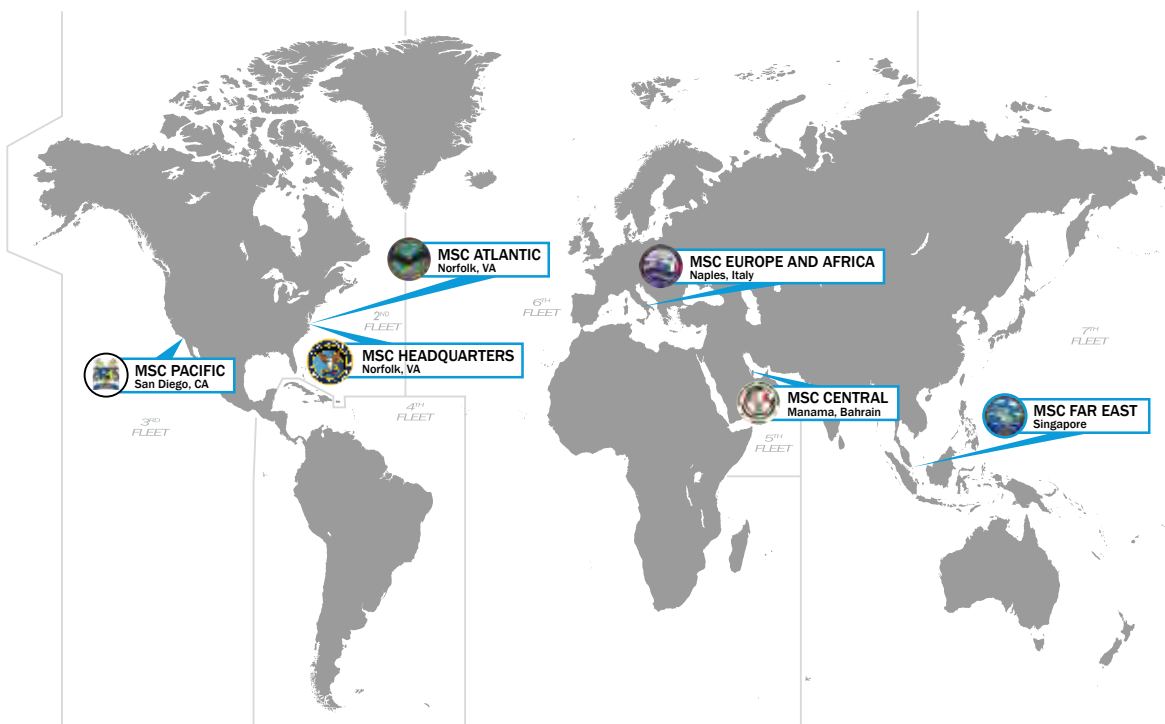 MSC ATLANTIC
Norfolk, VA
MSC EUROPE AND AFRICA
Naples, Italy
6TH
FLEET
2ND
FLEET
7TH
FLEET
MSC HEADQUARTERS
Norfolk, VA
MSC PACIFIC
San Diego, CA
MSC CENTRAL
Manama, Bahrain
MSC FAR EAST
Singapore
4TH
FLEET
3RD
FLEET
5TH
FLEET